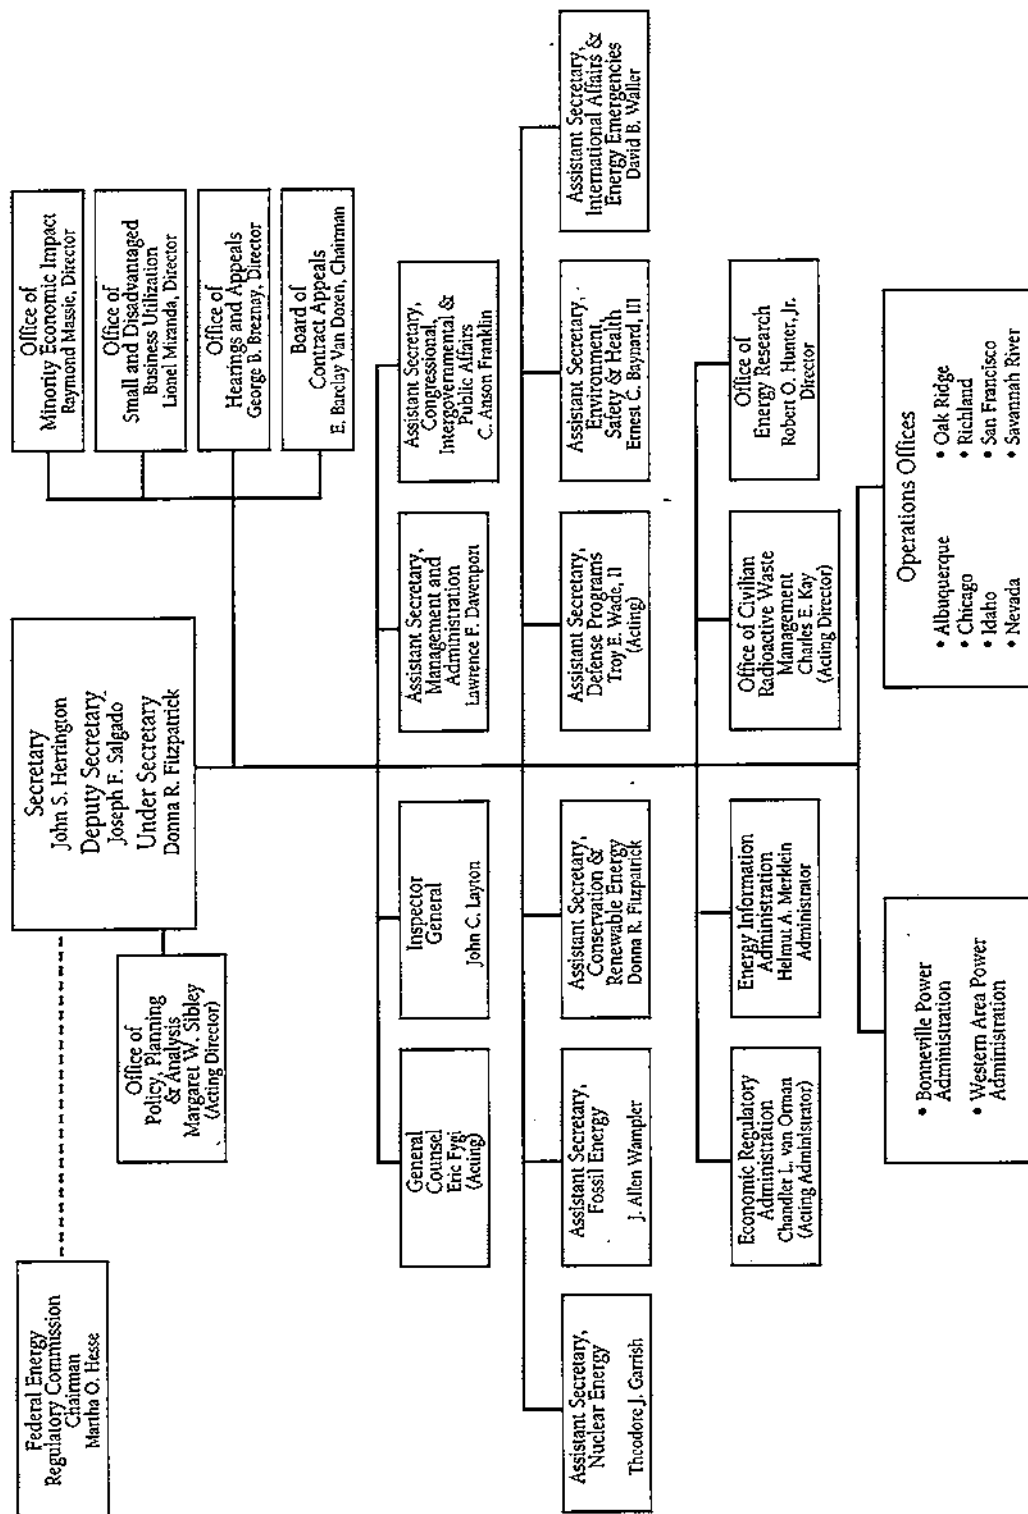 Federal Energy
Regulatory Commission
Chairman
Martha O. Hesse
Secretary
John S. Herrington
Deputy Secretary
Joseph F. Salgado
Under Secretary
Donna R. Fitzpatrick
Office of
Minority Economic Impact
Raymond Massie, Director
Office of
Small and Disadvantaged
Business Utilization
Lionel Miranda, Director
Office of
Hearings and Appeals
George B. Breznay, Director
Board of
Contract Appeals
E. Barclay Van Doren, Chairman
Office of
Policy, Planning
& Analysis
Margaret W. Sibley
(Acting Director)
General
Counsel
Eric Fygi
(Acting)
Inspector
General
John C. Layton
Assistant Secretary,
Management and
Administration
Lawrence F. Davenport
Assistant Secretary,
Congressional,
Intergovernmental &
Public Affairs
C. Anson Franklin
Assistant Secretary,
Nuclear Energy
Theodore J. Garrish
Assistant Secretary,
Fossil Energy
J. Allen Wampler
Assistant Secretary,
Conservation &
Renewable Energy
Donna R. Fitzpatrick
Assistant Secretary,
Defense Programs
Troy E. Wade, II
(Acting)
Assistant Secretary,
Environment,
Safety & Health
Ernest C. Baynard, III
Assistant Secretary,
International Affairs &
Energy Emergencies
David B. Waller
Economic Regulatory
Administration
Chandler L. van Orman
(Acting Administrator)
Energy Information
Administration
Helmut A. Merklein
Administrator
Office of Civilian
Radioactive Waste
Management
Charles E. Kay
(Acting Director)
Office of
Energy Research
Robert O. Hunter, Jr.
Director
• Bonneville Power
Administration
• Western Area Power
Administration
Operations Offices
• Albuquerque
• Chicago
• Idaho
• Nevada
• Oak Ridge
• Richland
• San Francisco
• Savannah River